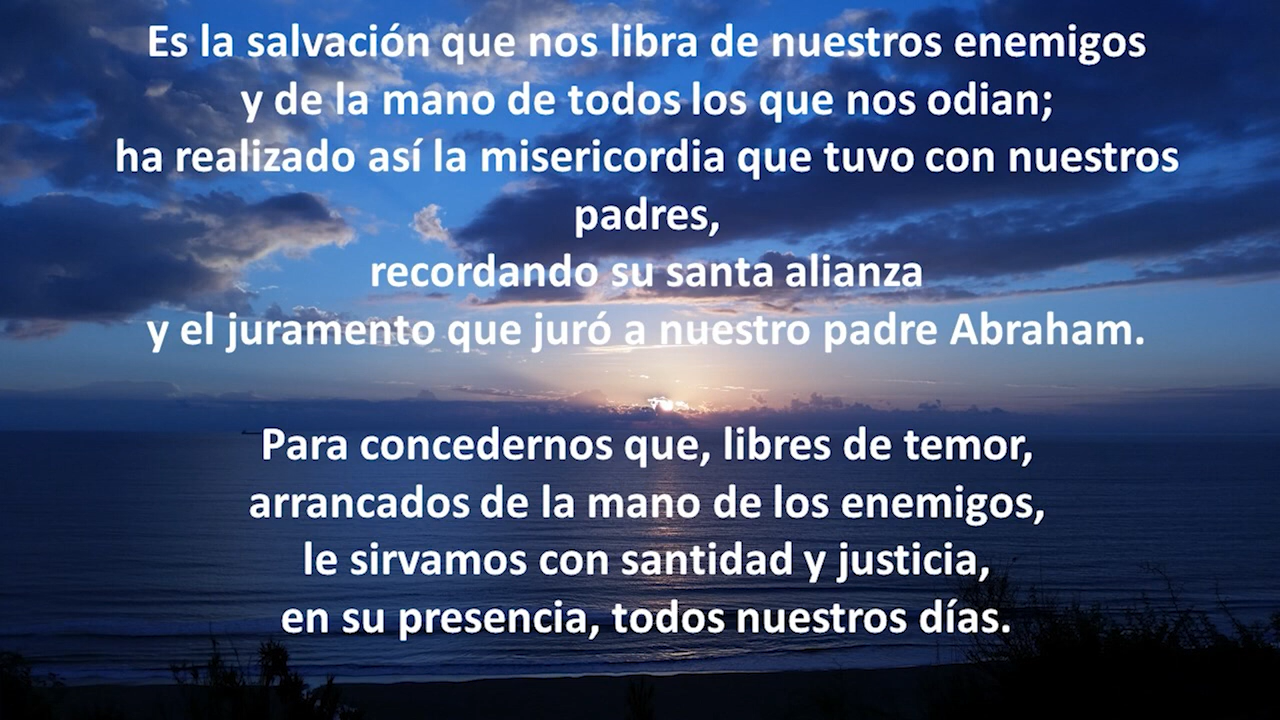 Es la salvación que nos libra de nuestros enemigos
y de la mano de todos los que nos odian;
ha realizado así la misericordia que tuvo con nuestros
padres,
recordando su santa alianza
y el juramento que juró a nuestro padre Abraham.
Para concedernos que, libres de temor,
arrancados de la mano de los enemigos,
le sirvamos con santidad y justicia,
en su presencia, todos nuestros días.